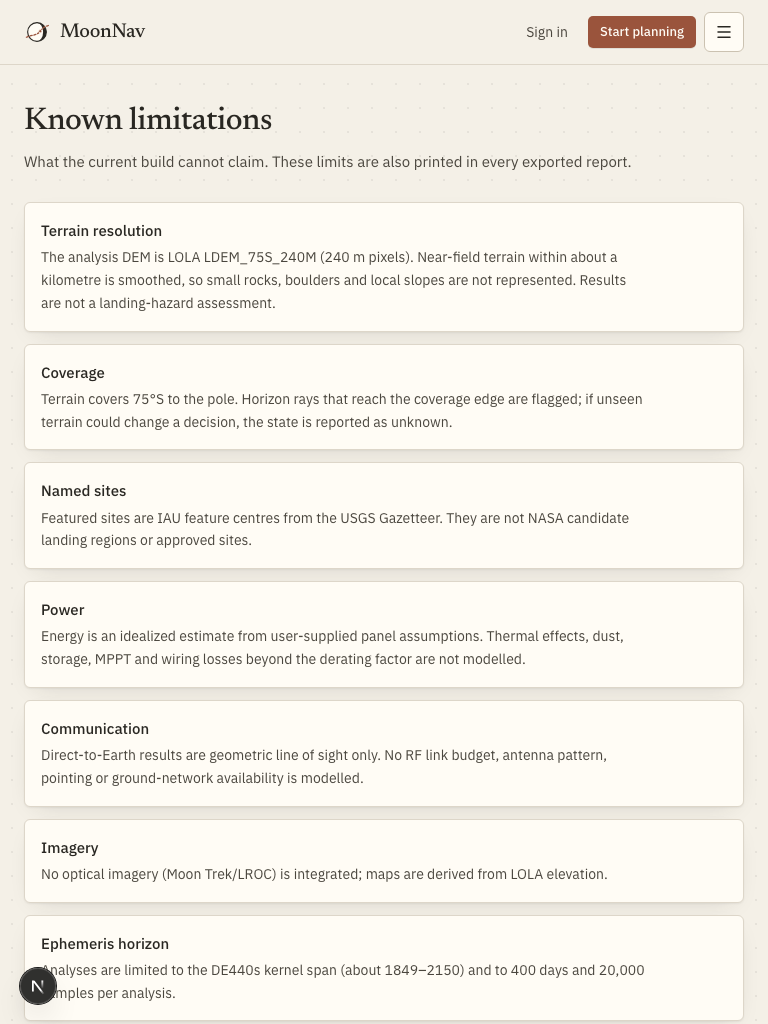 MoonNav
Sign in
Start planning
Known limitations
What the current build cannot claim. These limits are also printed in every exported report.
Terrain resolution
The analysis DEM is LOLA LDEM_75S_240M (240 m pixels). Near-field terrain within about a
kilometre is smoothed, so small rocks, boulders and local slopes are not represented. Results
are not a landing-hazard assessment.
Coverage
Terrain covers 75°S to the pole. Horizon rays that reach the coverage edge are flagged; if unseen
terrain could change a decision, the state is reported as unknown.
Named sites
Featured sites are IAU feature centres from the USGS Gazetteer. They are not NASA candidate
landing regions or approved sites.
Power
Energy is an idealized estimate from user-supplied panel assumptions. Thermal effects, dust,
storage, MPPT and wiring losses beyond the derating factor are not modelled.
Communication
Direct-to-Earth results are geometric line of sight only. No RF link budget, antenna pattern,
pointing or ground-network availability is modelled.
Imagery
No optical imagery (Moon Trek/LROC) is integrated; maps are derived from LOLA elevation.
Ephemeris horizon
Analyses are limited to the DE440s kernel span (about 1849–2150) and to 400 days and 20,000
N
per analysis.